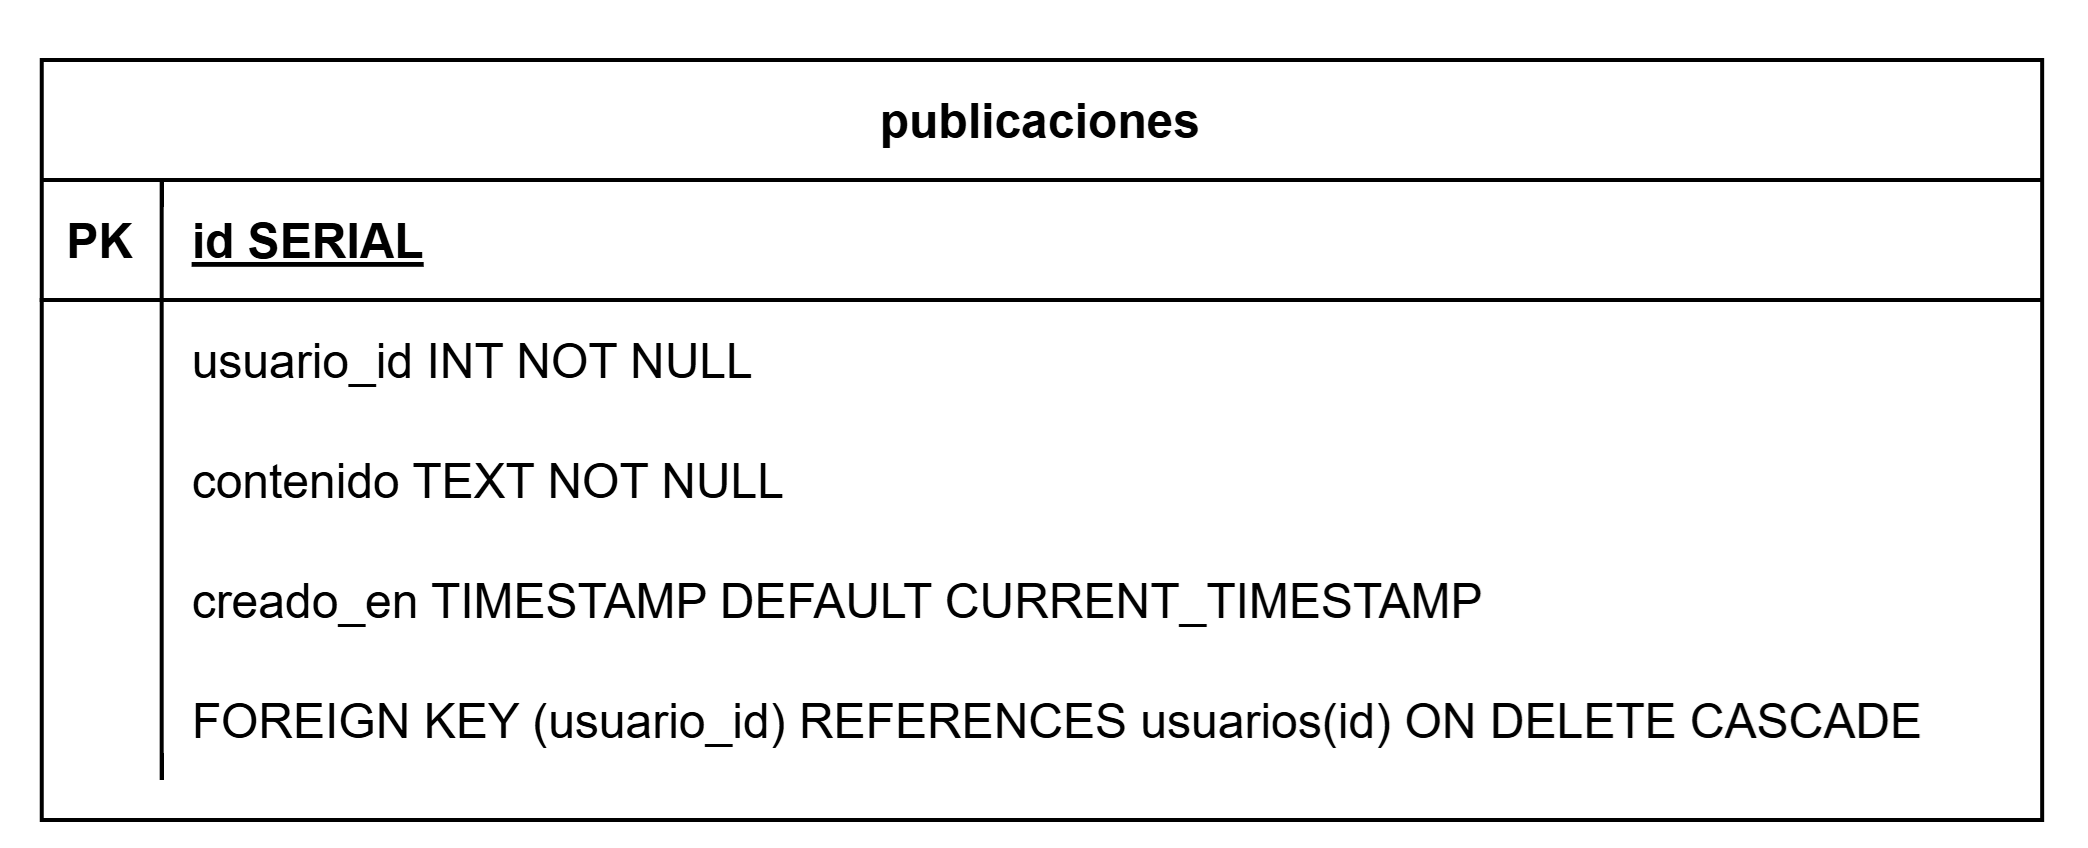 publicaciones
PK id SERIAL
usuario_id INT NOT NULL
contenido TEXT NOT NULL
creado_en TIMESTAMP DEFAULT CURRENT_TIMESTAMP
FOREIGN KEY (usuario_id) REFERENCES usuarios(id) ON DELETE CASCADE